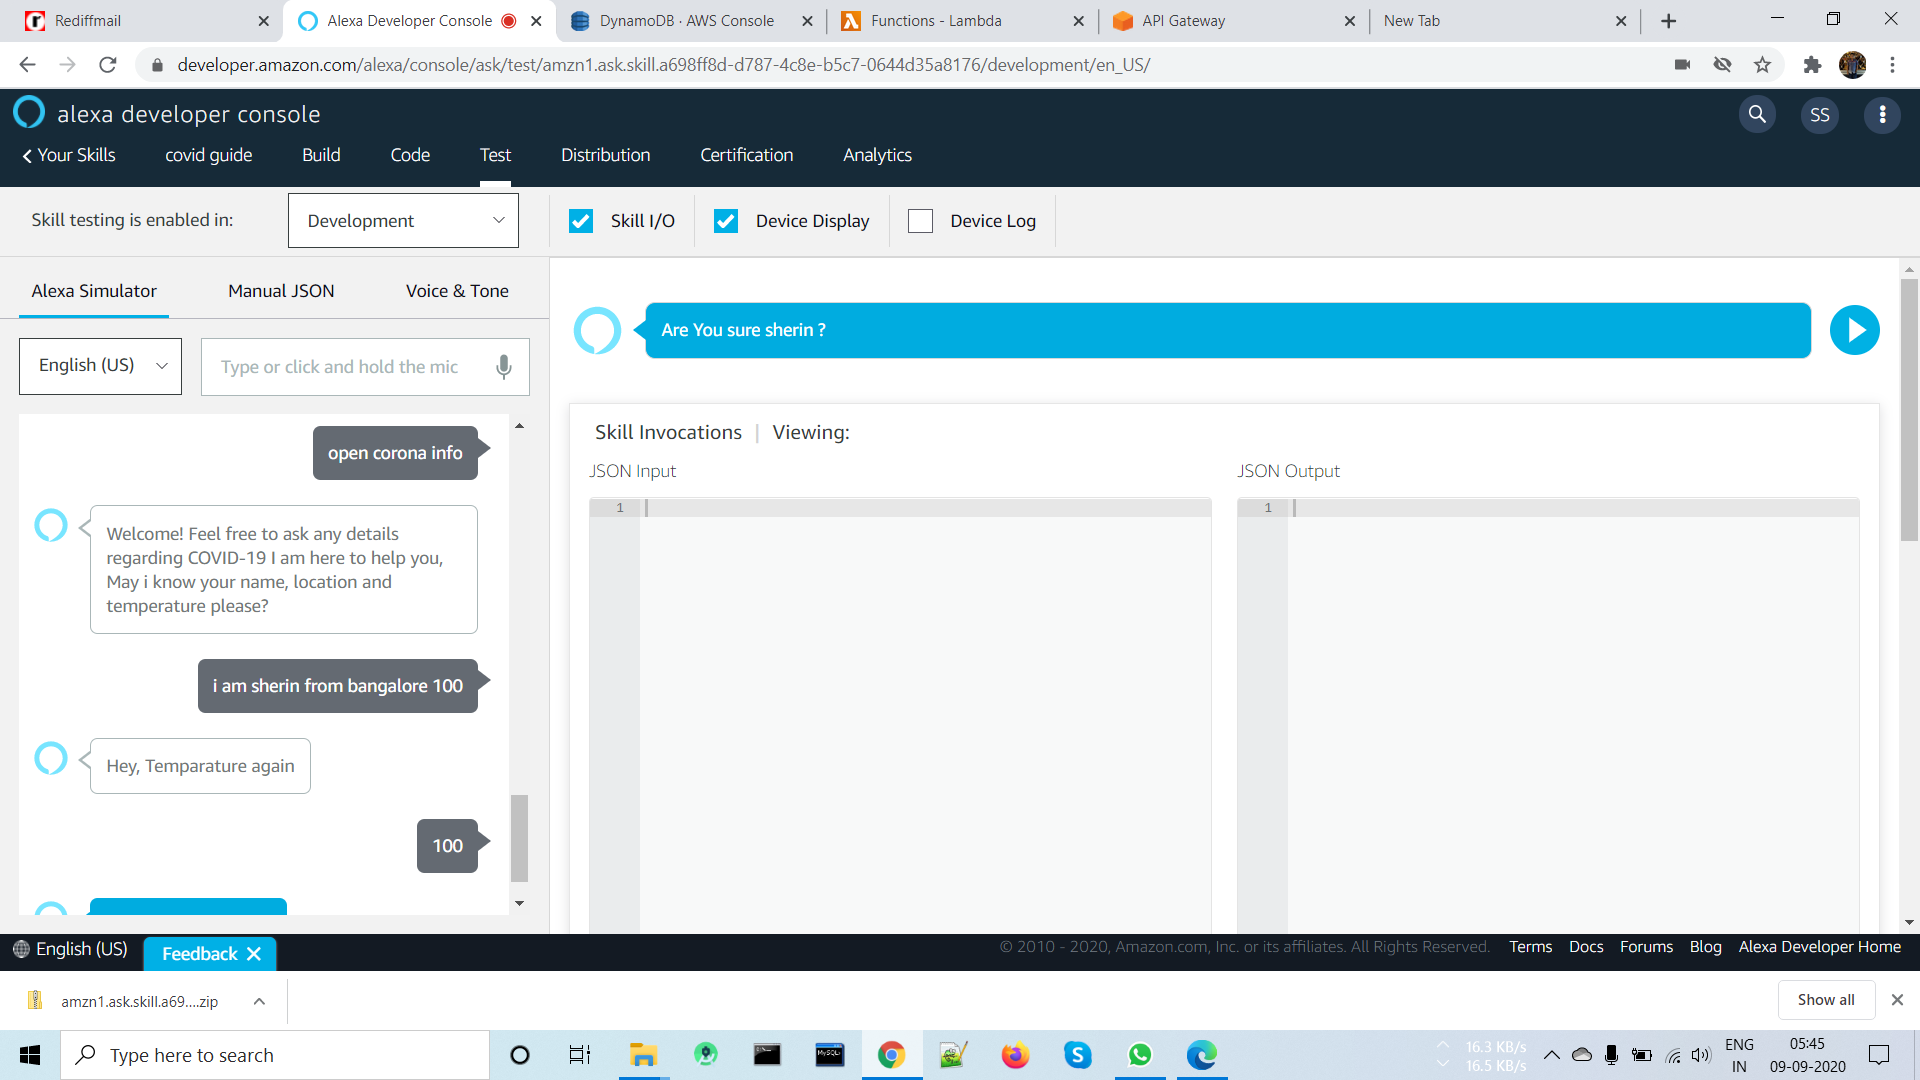 Rediffmail
Alexa Developer Console
DynamoDB · AWS Console
Functions - Lambda
API Gateway
New Tab
developer.amazon.com/alexa/console/ask/test/amzn1.ask.skill.a698ff8d-d787-4c8e-b5c7-0644d35a8176/development/en_US/
alexa developer console
SS
Your Skills
covid guide
Build
Code
Test
Distribution
Certification
Analytics
Skill testing is enabled in:
Development
Skill I/O
Device Display
Device Log
Alexa Simulator
Manual JSON
Voice & Tone
English (US)
Type or click and hold the mic
open corona info
Welcome! Feel free to ask any details
regarding COVID-19 I am here to help you,
May i know your name, location and
temperature please?
i am sherin from bangalore 100
Hey, Temparature again
100
Are You sure sherin ?
Skill Invocations | Viewing:
JSON Input
1
JSON Output
1
English (US)
Feedback
© 2010 - 2020, Amazon.com, Inc. or its affiliates. All Rights Reserved.
Terms
Docs
Forums
Blog
Alexa Developer Home
amzn1.ask.skill.a69....zip
Show all
Type here to search
MySQL
16.3 KB/s
16.5 KB/s
ENG
IN
05:45
09-09-2020